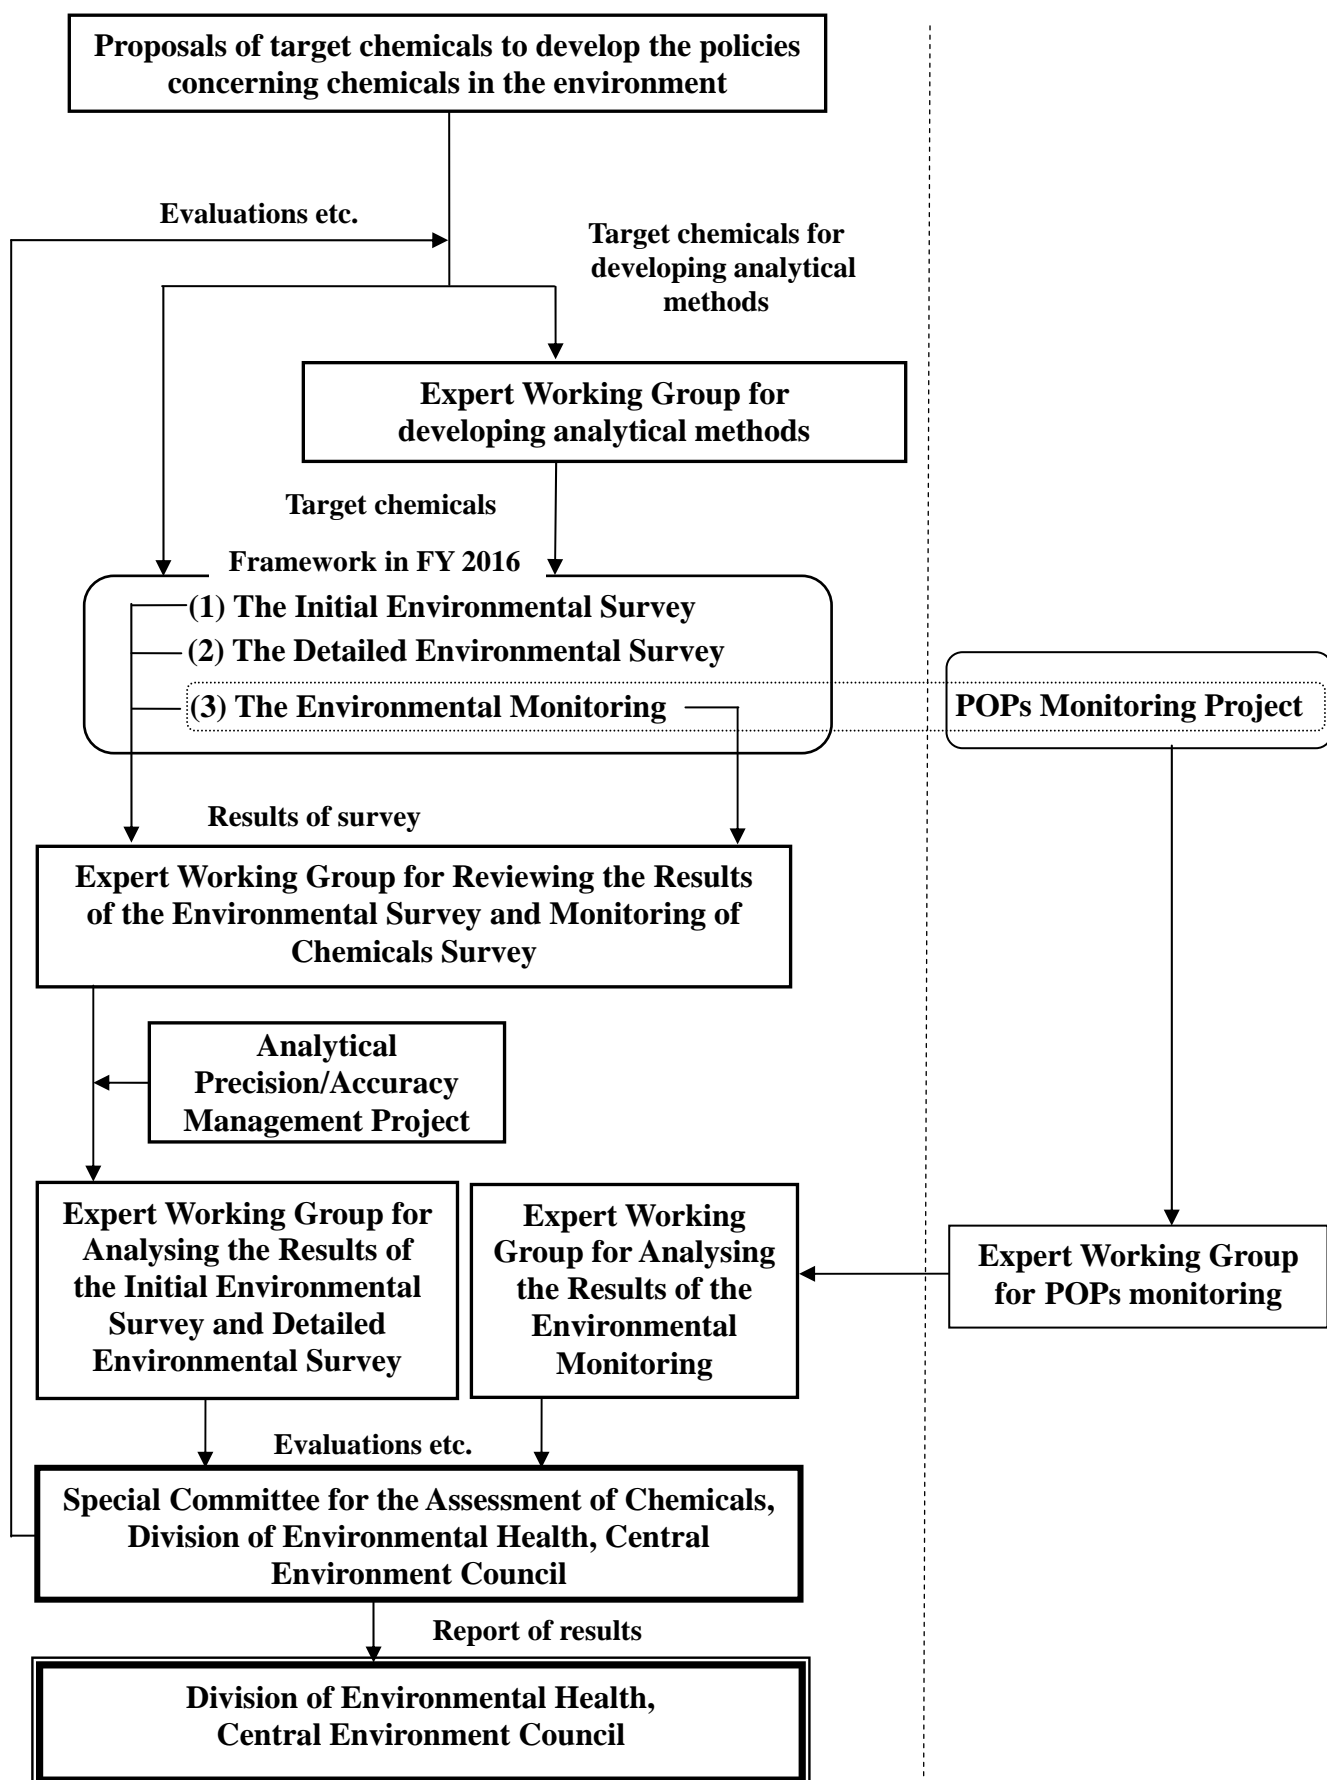 Proposals of target chemicals to develop the policies
concerning chemicals in the environment
Evaluations etc.
Target chemicals for
developing analytical
methods
Expert Working Group for
developing analytical methods
Target chemicals
Framework in FY 2016
(1) The Initial Environmental Survey
(2) The Detailed Environmental Survey
(3) The Environmental Monitoring
POPs Monitoring Project
Results of survey
Expert Working Group for Reviewing the Results
of the Environmental Survey and Monitoring of
Chemicals Survey
Analytical
Precision/Accuracy
Management Project
Expert Working Group for
Analysing the Results of
the Initial Environmental
Survey and Detailed
Environmental Survey
Expert Working
Group for Analysing
the Results of the
Environmental
Monitoring
Expert Working Group
for POPs monitoring
Evaluations etc.
Special Committee for the Assessment of Chemicals,
Division of Environmental Health, Central
Environment Council
Report of results
Division of Environmental Health,
Central Environment Council